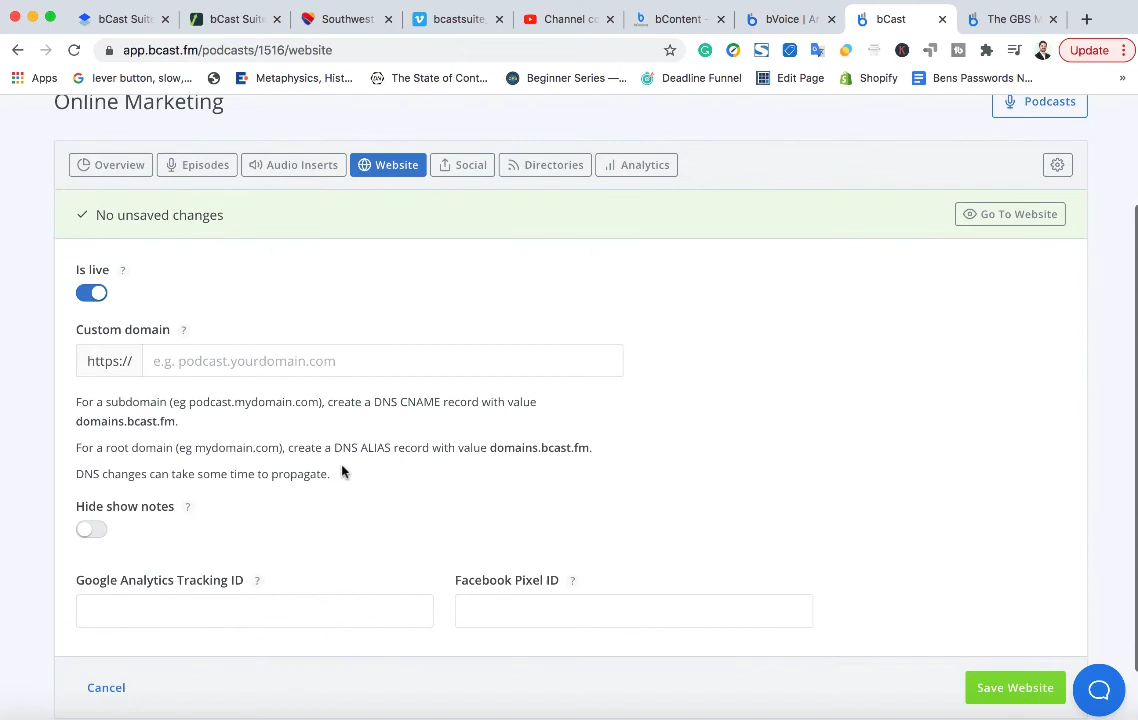 bCast Suite
bCast Suite
Southwest
bcastsuite,
Channel co
bContent -
bVoice | Ar
bCast
The GBS M
app.bcast.fm/podcasts/1516/website
Update
Apps
lever button, slow,...
Metaphysics, Hist...
The State of Cont...
Beginner Series —...
Deadline Funnel
Edit Page
Shopify
Bens Passwords N...
»
Online Marketing
Podcasts
Overview
Episodes
Audio Inserts
Website
Social
Directories
Analytics
No unsaved changes
Go To Website
Is live ?
Custom domain ?
https://
e.g. podcast.yourdomain.com
For a subdomain (eg podcast.mydomain.com), create a DNS CNAME record with value
domains.bcast.fm.
For a root domain (eg mydomain.com), create a DNS ALIAS record with value domains.bcast.fm.
DNS changes can take some time to propagate.
Hide show notes ?
Google Analytics Tracking ID ?
Facebook Pixel ID ?
Cancel
Save Website